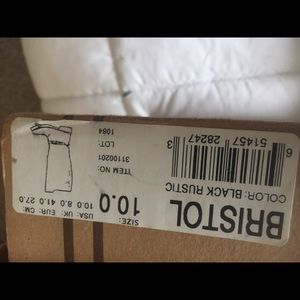 BRISTOL
COLOR: BLACK RUSTIC
6 51457 28247 3
SIZE:
10.0
USA: UK: EUR: CM:
10.0 8.0 41.0 27.0
ITEM NO:
31100201
LOT:
1084